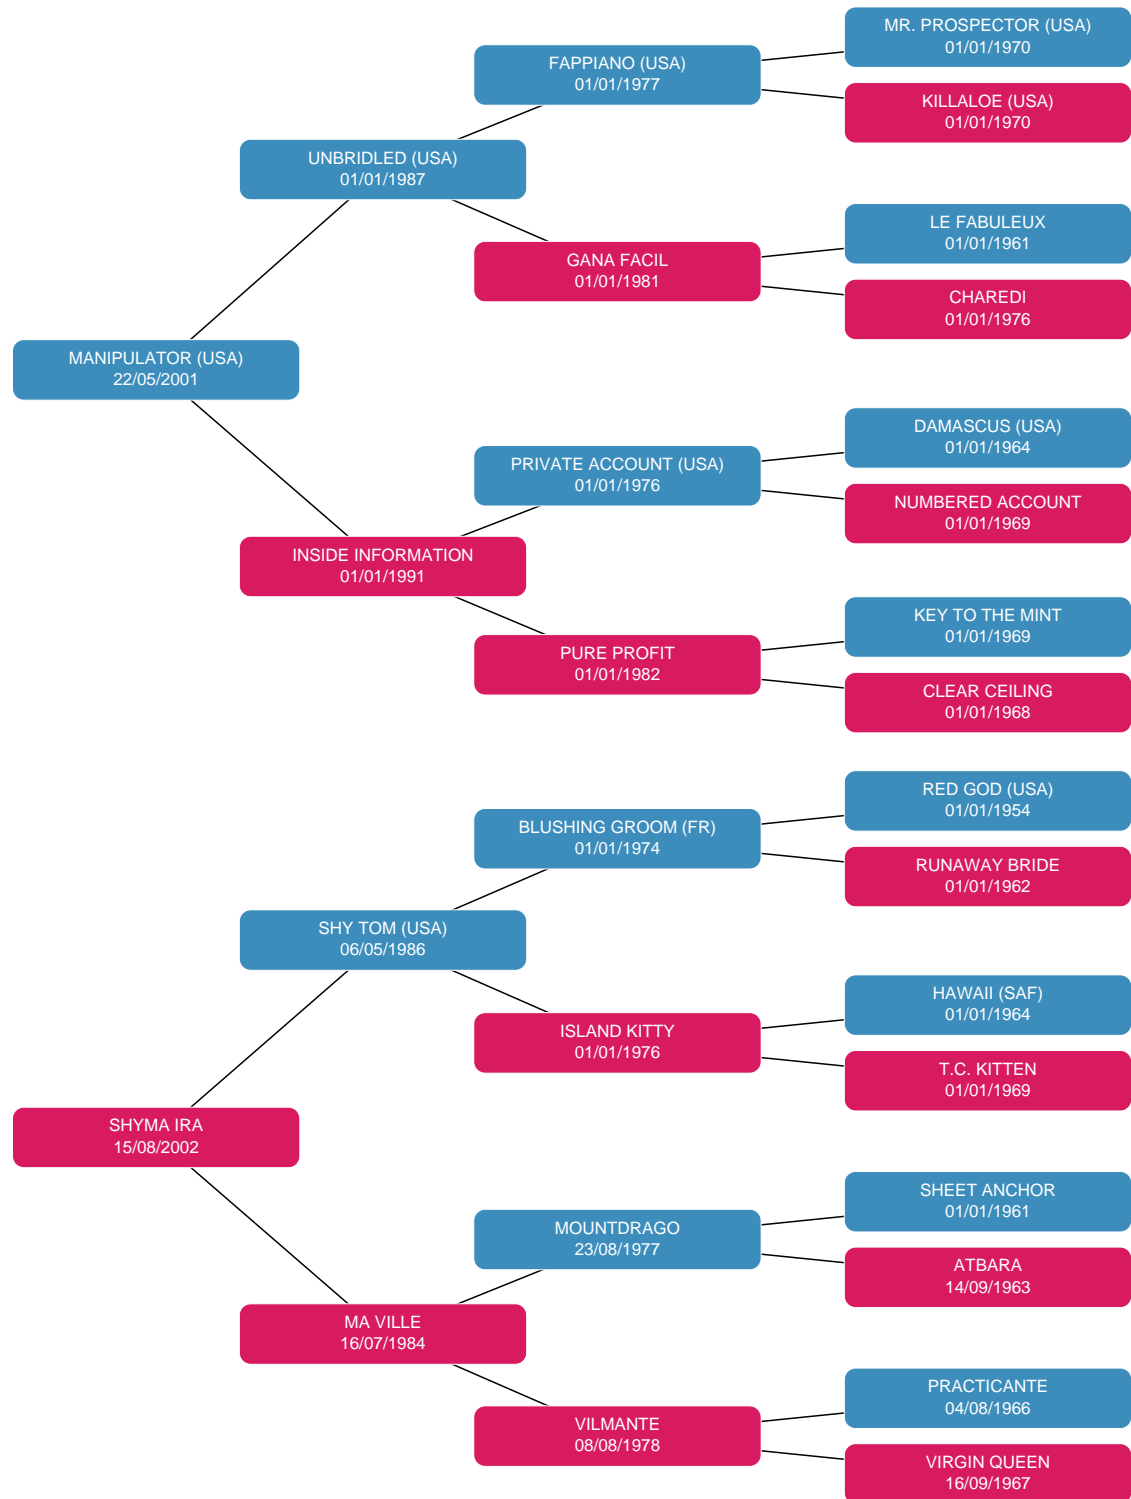 MR. PROSPECTOR (USA)
01/01/1970
FAPPIANO (USA)
01/01/1977
KILLALOE (USA)
01/01/1970
UNBRIDLED (USA)
01/01/1987
LE FABULEUX
01/01/1961
GANA FACIL
01/01/1981
CHAREDI
01/01/1976
MANIPULATOR (USA)
22/05/2001
DAMASCUS (USA)
01/01/1964
PRIVATE ACCOUNT (USA)
01/01/1976
NUMBERED ACCOUNT
01/01/1969
INSIDE INFORMATION
01/01/1991
KEY TO THE MINT
01/01/1969
PURE PROFIT
01/01/1982
CLEAR CEILING
01/01/1968
RED GOD (USA)
01/01/1954
BLUSHING GROOM (FR)
01/01/1974
RUNAWAY BRIDE
01/01/1962
SHY TOM (USA)
06/05/1986
HAWAII (SAF)
01/01/1964
ISLAND KITTY
01/01/1976
T.C. KITTEN
01/01/1969
SHYMA IRA
15/08/2002
SHEET ANCHOR
01/01/1961
MOUNTDRAGO
23/08/1977
ATBARA
14/09/1963
MA VILLE
16/07/1984
PRACTICANTE
04/08/1966
VILMANTE
08/08/1978
VIRGIN QUEEN
16/09/1967